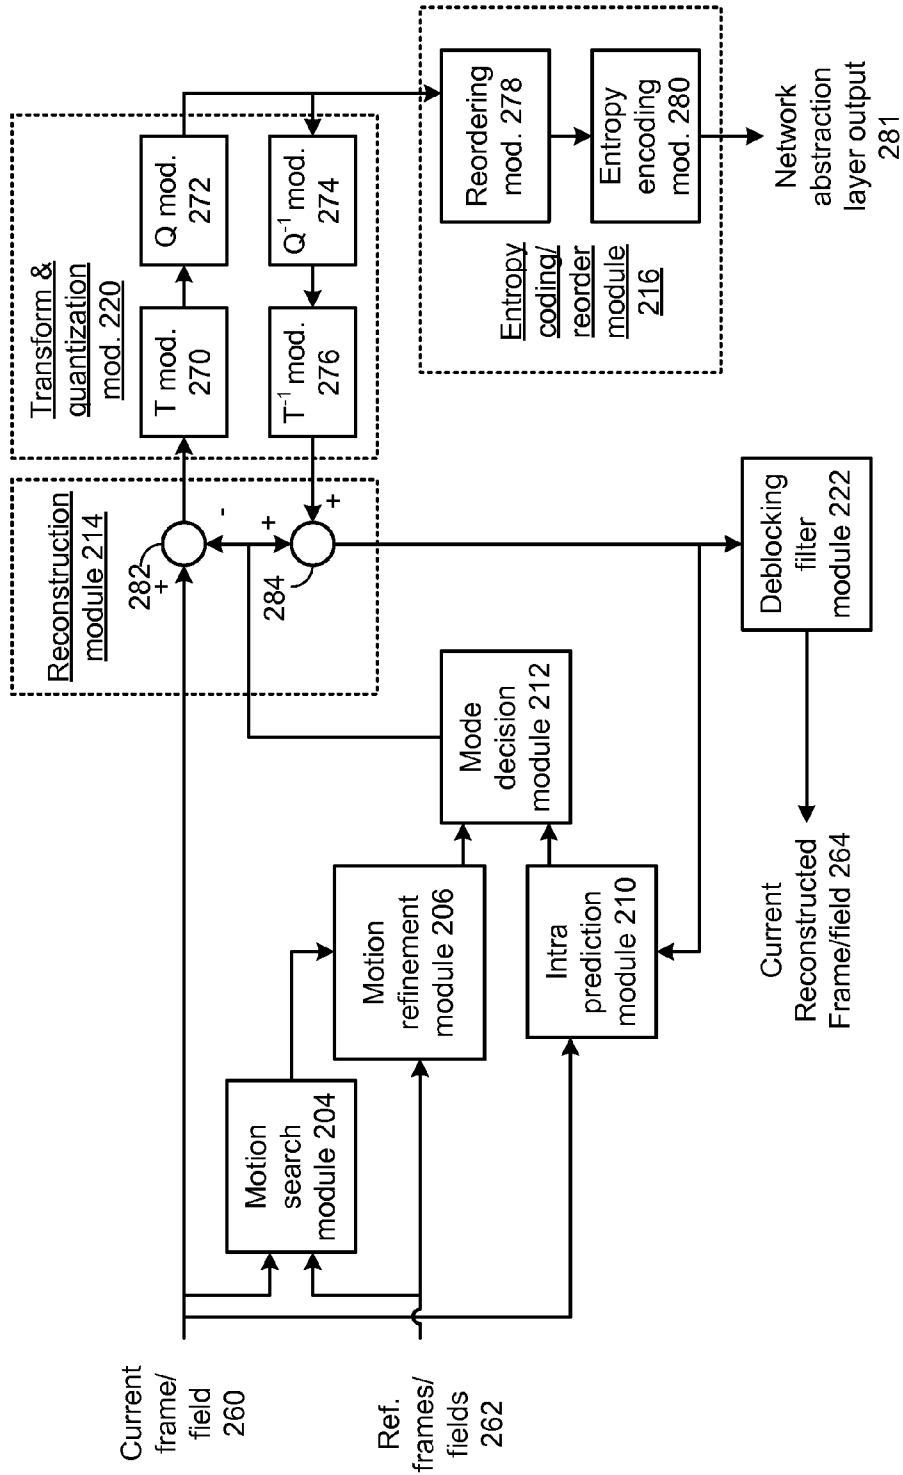 Current
frame/
field
260
Ref.
frames/
fields
262
Motion
search
module 204
Motion
refinement
module 206
Intra
prediction
module 210
Mode
decision
module 212
Reconstruction
module 214
282
+
-
284
+
+
Transform &
quantization
mod. 220
T mod.
270
Q mod.
272
T⁻¹ mod.
276
Q⁻¹ mod.
274
Entropy
coding/
reorder
module
216
Reordering
mod. 278
Entropy
encoding
mod. 280
Network
abstraction
layer output
281
Deblocking
filter
module 222
Current
Reconstructed
Frame/field 264